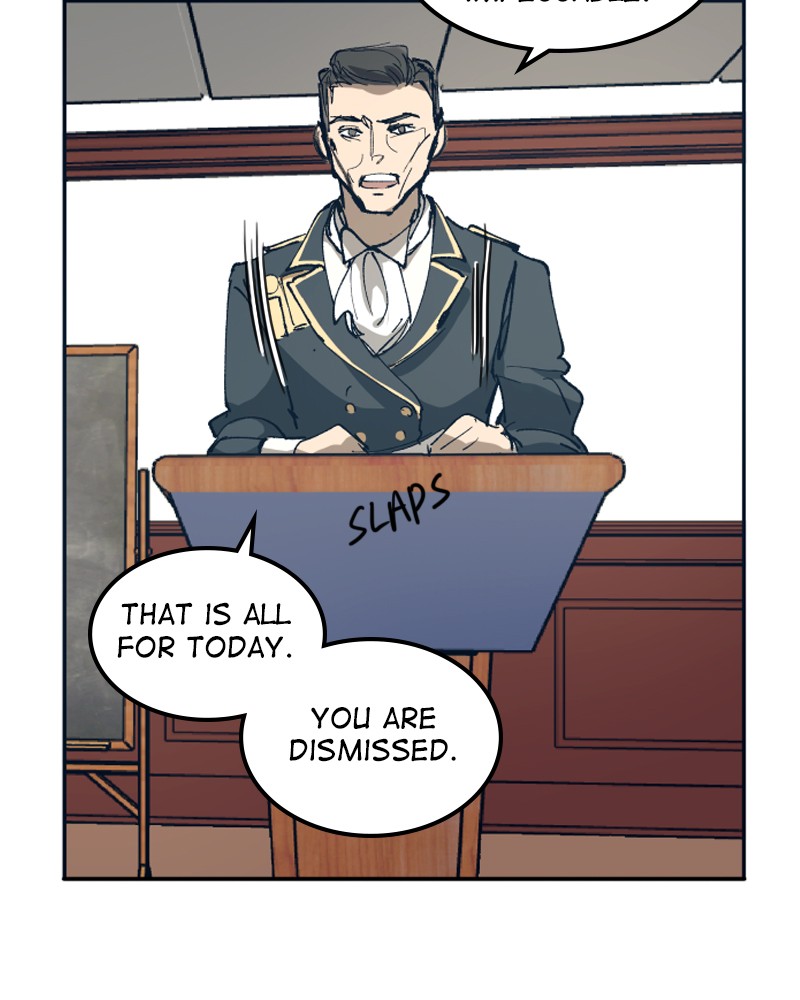 SLAPS
THAT IS ALL
FOR TODAY.
YOU ARE
DISMISSED.